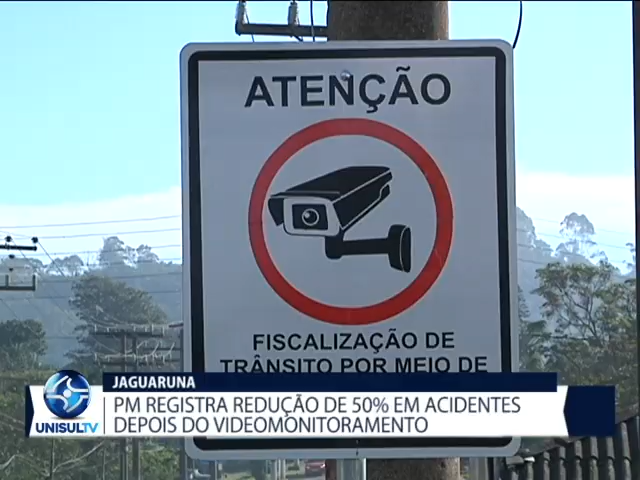 ATENÇÃO
FISCALIZAÇÃO DE
TRÂNSITO POR MEIO DE
JAGUARUNA
PM REGISTRA REDUÇÃO DE 50% EM ACIDENTES
DEPOIS DO VIDEOMONITORAMENTO
UNISULTV